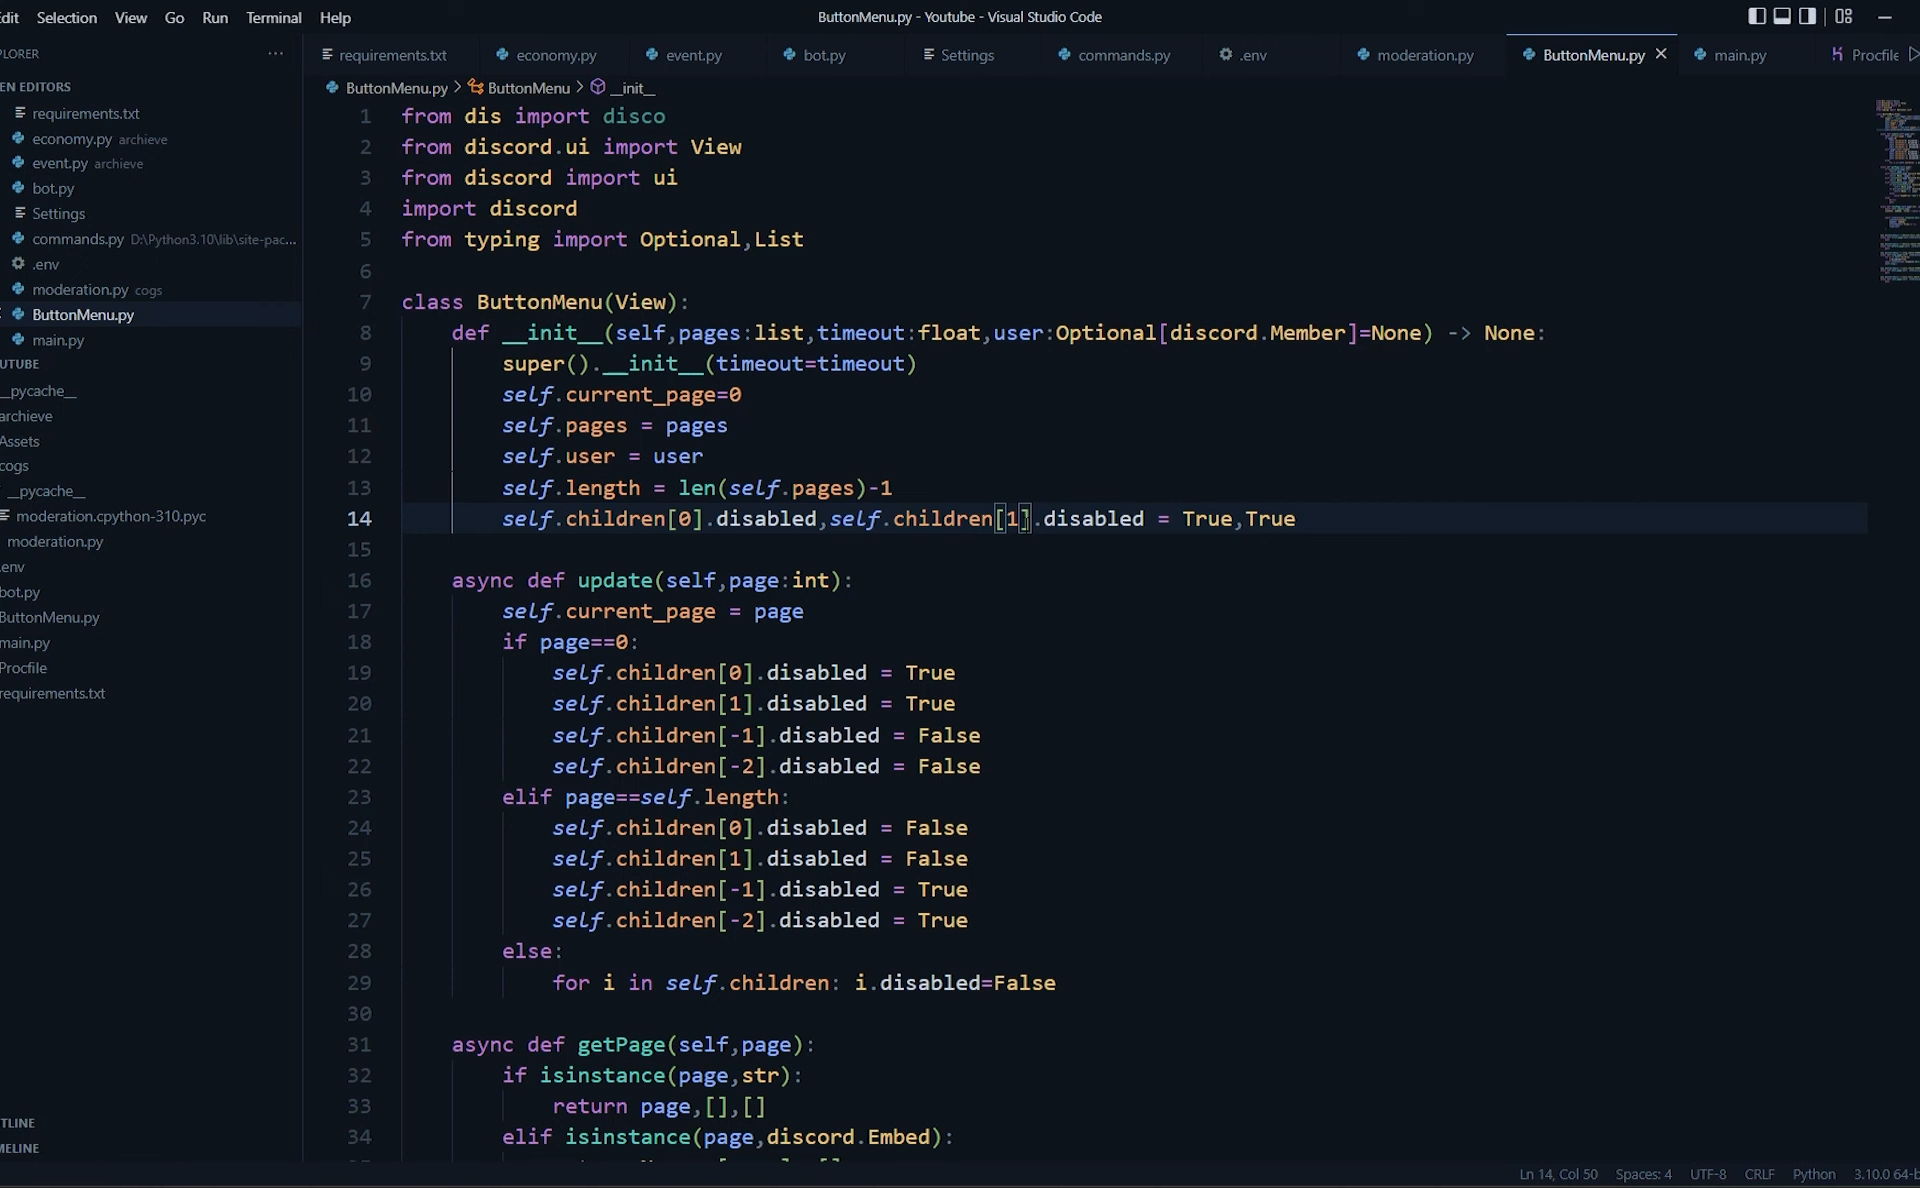 dit Selection View Go Run Terminal Help
ButtonMenu.py - Youtube - Visual Studio Code
PLORER ...
EN EDITORS
requirements.txt
economy.py archieve
event.py archieve
bot.py
Settings
commands.py D:\Python3.10\lib\site-pac...
.env
moderation.py cogs
ButtonMenu.py
main.py
UTUBE
__pycache__
archieve
Assets
cogs
__pycache__
moderation.cpython-310.pyc
moderation.py
.env
bot.py
ButtonMenu.py
main.py
Procfile
requirements.txt
TLINE
MELINE
requirements.txt economy.py event.py bot.py Settings commands.py .env moderation.py ButtonMenu.py main.py Procfile
ButtonMenu.py > ButtonMenu > __init__
1 from dis import disco
2 from discord.ui import View
3 from discord import ui
4 import discord
5 from typing import Optional,List
6
7 class ButtonMenu(View):
8 def __init__(self,pages:list,timeout:float,user:Optional[discord.Member]=None) -> None:
9 super().__init__(timeout=timeout)
10 self.current_page=0
11 self.pages = pages
12 self.user = user
13 self.length = len(self.pages)-1
14 self.children[0].disabled,self.children[1].disabled = True,True
15
16 async def update(self,page:int):
17 self.current_page = page
18 if page==0:
19 self.children[0].disabled = True
20 self.children[1].disabled = True
21 self.children[-1].disabled = False
22 self.children[-2].disabled = False
23 elif page==self.length:
24 self.children[0].disabled = False
25 self.children[1].disabled = False
26 self.children[-1].disabled = True
27 self.children[-2].disabled = True
28 else:
29 for i in self.children: i.disabled=False
30
31 async def getPage(self,page):
32 if isinstance(page,str):
33 return page,[],[]
34 elif isinstance(page,discord.Embed):
Ln 14, Col 50 Spaces: 4 UTF-8 CRLF Python 3.10.0 64-b